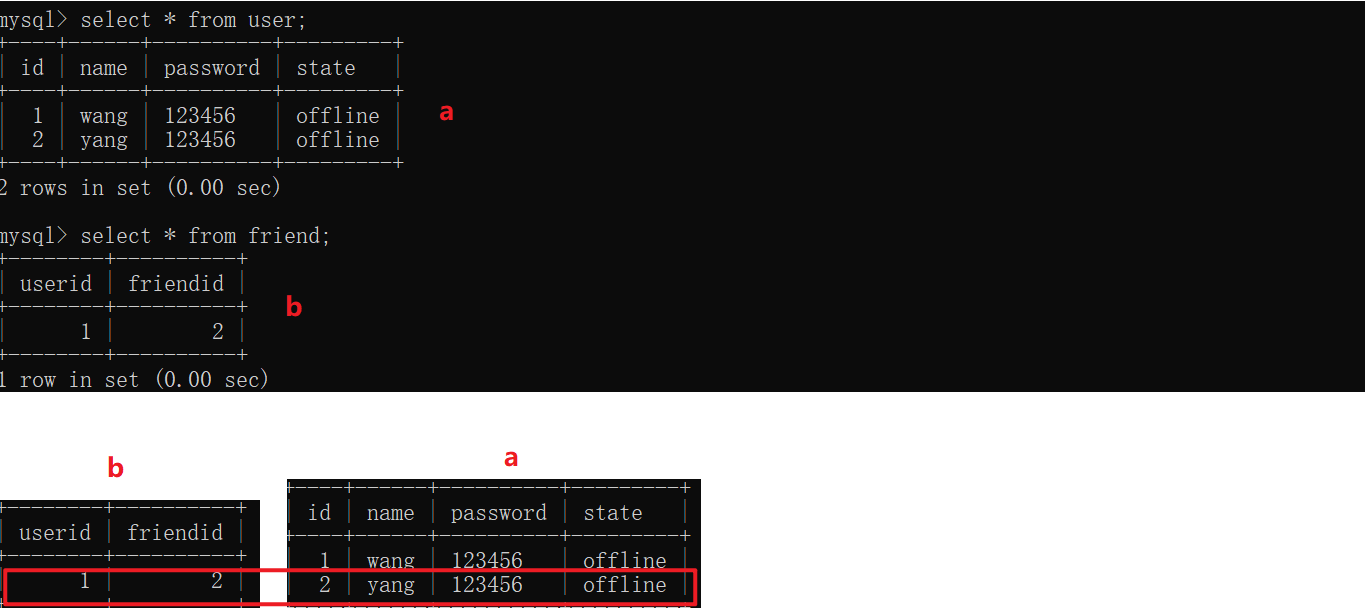 mysql> select * from user;
+----+------+----------+---------+
| id | name | password | state   |
+----+------+----------+---------+
|  1 | wang | 123456   | offline |
a
|  2 | yang | 123456   | offline |
+----+------+----------+---------+
2 rows in set (0.00 sec)
mysql> select * from friend;
+--------+----------+
| userid | friendid |
+--------+----------+
b
|      1 |        2 |
+--------+----------+
1 row in set (0.00 sec)
b
+--------+----------+
| userid | friendid |
+--------+----------+
|      1 |        2 |
a
+----+------+----------+---------+
| id | name | password | state   |
+----+------+----------+---------+
|  1 | wang | 123456   | offline |
|  2 | yang | 123456   | offline |